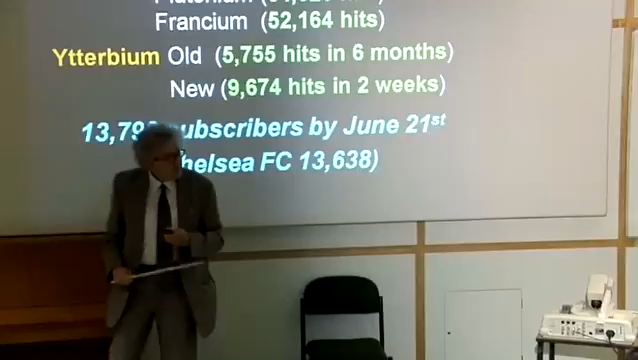 Francium (52,164 hits)
Ytterbium Old (5,755 hits in 6 months)
New (9,674 hits in 2 weeks)
subscribers by June 21st
FC 13,638)